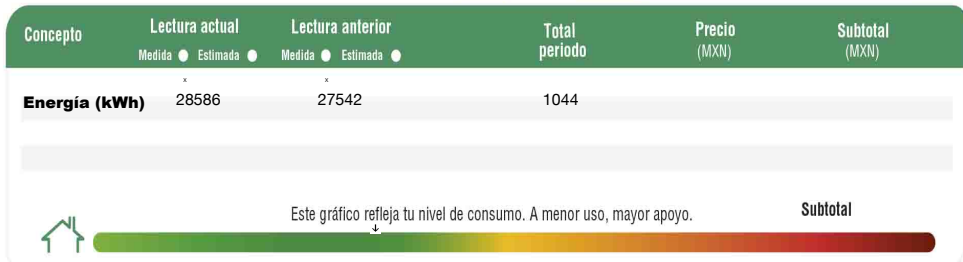 Concepto Lectura actual Lectura anterior Total periodo Precio (MXN) Subtotal (MXN)
Medida Estimada Medida Estimada
x x
Energía (kWh) 28586 27542 1044
Este gráfico refleja tu nivel de consumo. A menor uso, mayor apoyo. Subtotal